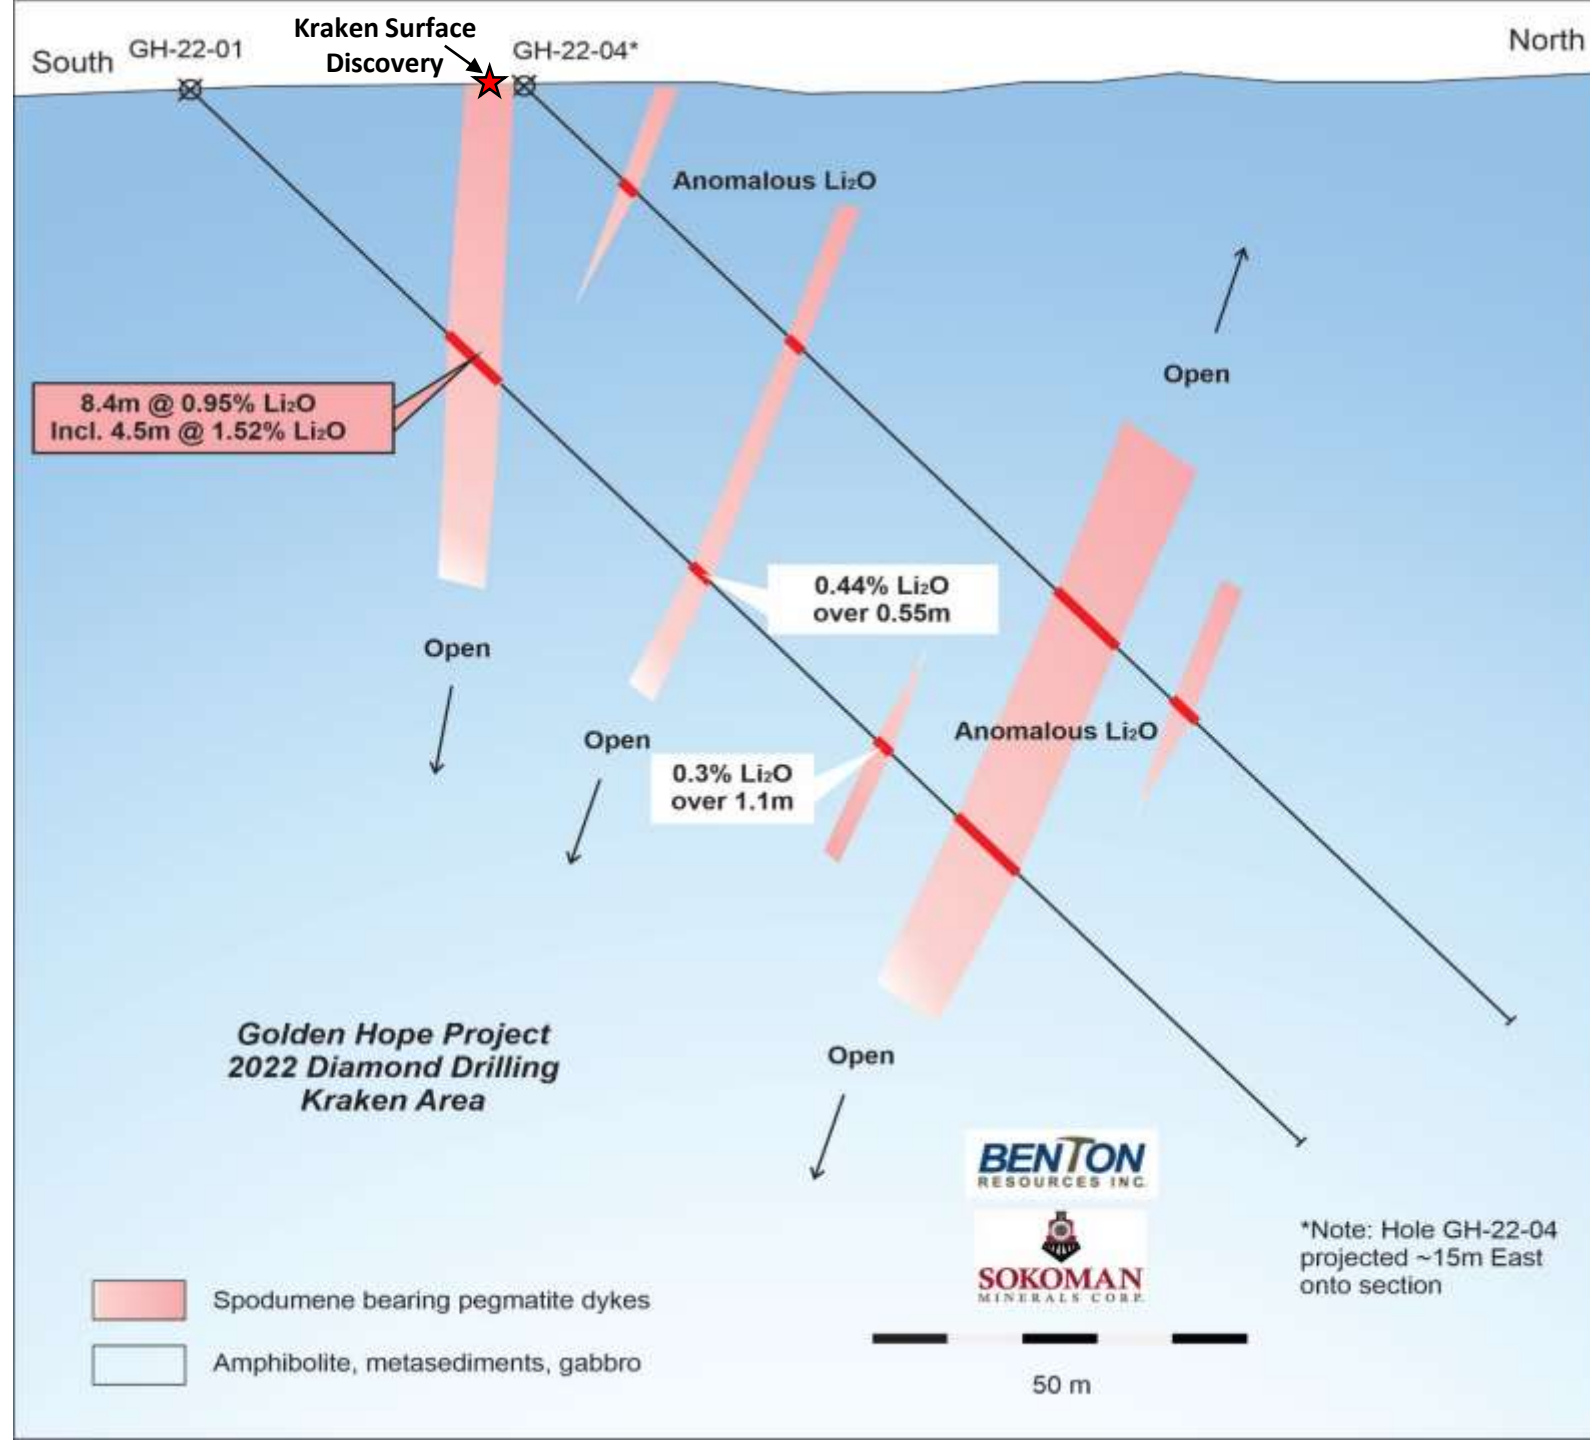 South
GH-22-01
Kraken Surface
Discovery
GH-22-04*
North
Anomalous Li₂O
Open
8.4m @ 0.95% Li₂O
Incl. 4.5m @ 1.52% Li₂O
0.44% Li₂O
over 0.55m
Open
Open
Anomalous Li₂O
0.3% Li₂O
over 1.1m
Open
Golden Hope Project
2022 Diamond Drilling
Kraken Area
BENTON
RESOURCES INC.
SOKOMAN
MINERALS CORP.
*Note: Hole GH-22-04
projected ~15m East
onto section
Spodumene bearing pegmatite dykes
Amphibolite, metasediments, gabbro
50 m